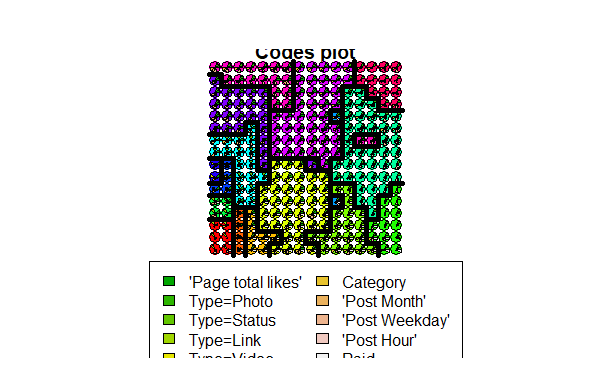 Codes plot
'Page total likes'
Type=Photo
Type=Status
Type=Link
Type=Video
Category
'Post Month'
'Post Weekday'
'Post Hour'
Paid